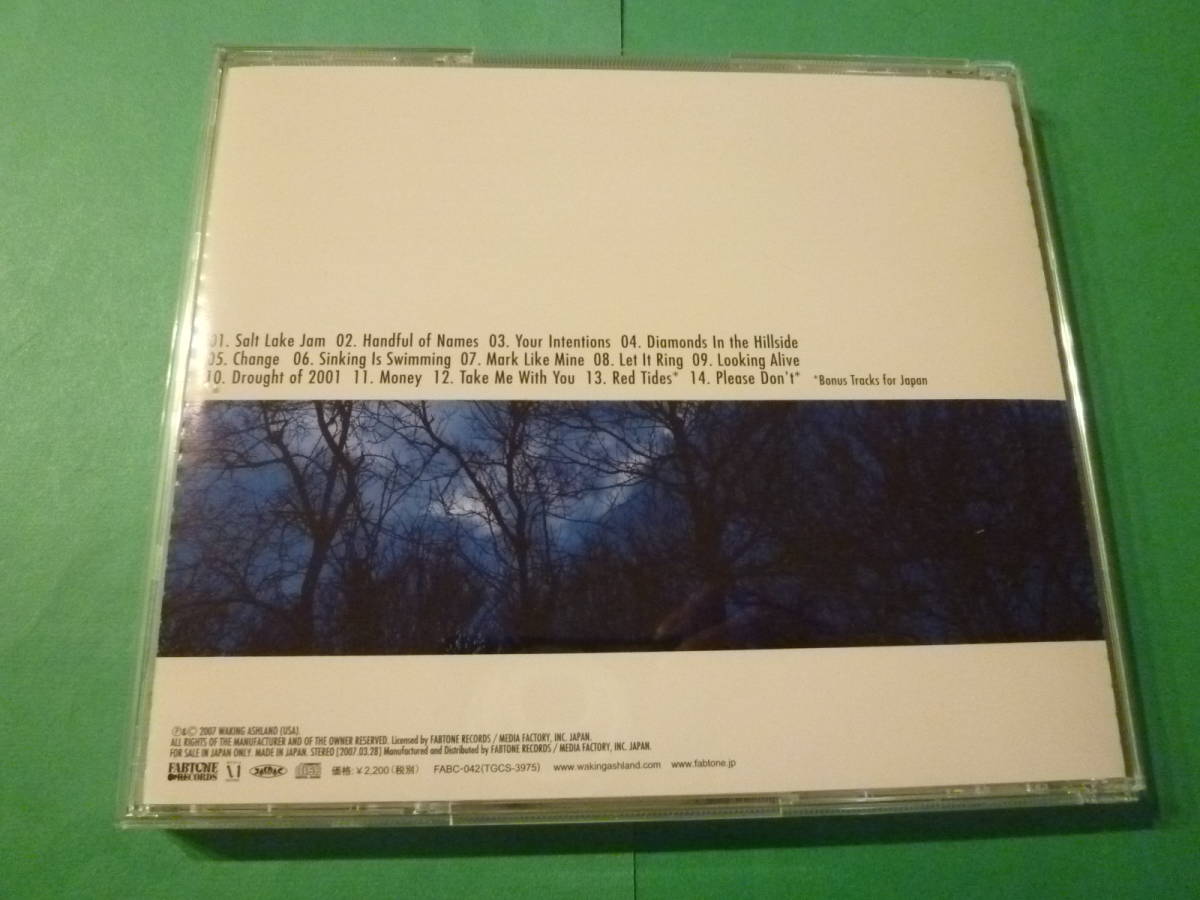 01. Salt Lake Jam 02. Handful of Names 03. Your Intentions 04. Diamonds In the Hillside
05. Change 06. Sinking Is Swimming 07. Mark Like Mine 08. Let It Ring 09. Looking Alive
10. Drought of 2001 11. Money 12. Take Me With You 13. Red Tides* 14. Please Don't* *Bonus Tracks for Japan
℗&© 2007 WAKING ASHLAND (USA).
ALL RIGHTS OF THE MANUFACTURER AND OF THE OWNER RESERVED. Licensed by FABTONE RECORDS / MEDIA FACTORY, INC. JAPAN.
FOR SALE IN JAPAN ONLY. MADE IN JAPAN. STEREO [2007.03.28] Manufactured and Distributed by FABTONE RECORDS / MEDIA FACTORY, INC. JAPAN.
FABTONE RECORDS 価格:¥2,200(税別) FABC-042(TGCS-3975) www.wakingashland.com www.fabtone.jp